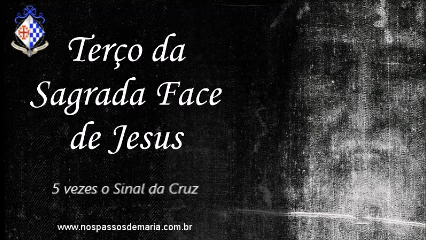 Terço da
Sagrada Face
de Jesus
5 vezes o Sinal da Cruz
www.nospassosdemaria.com.br